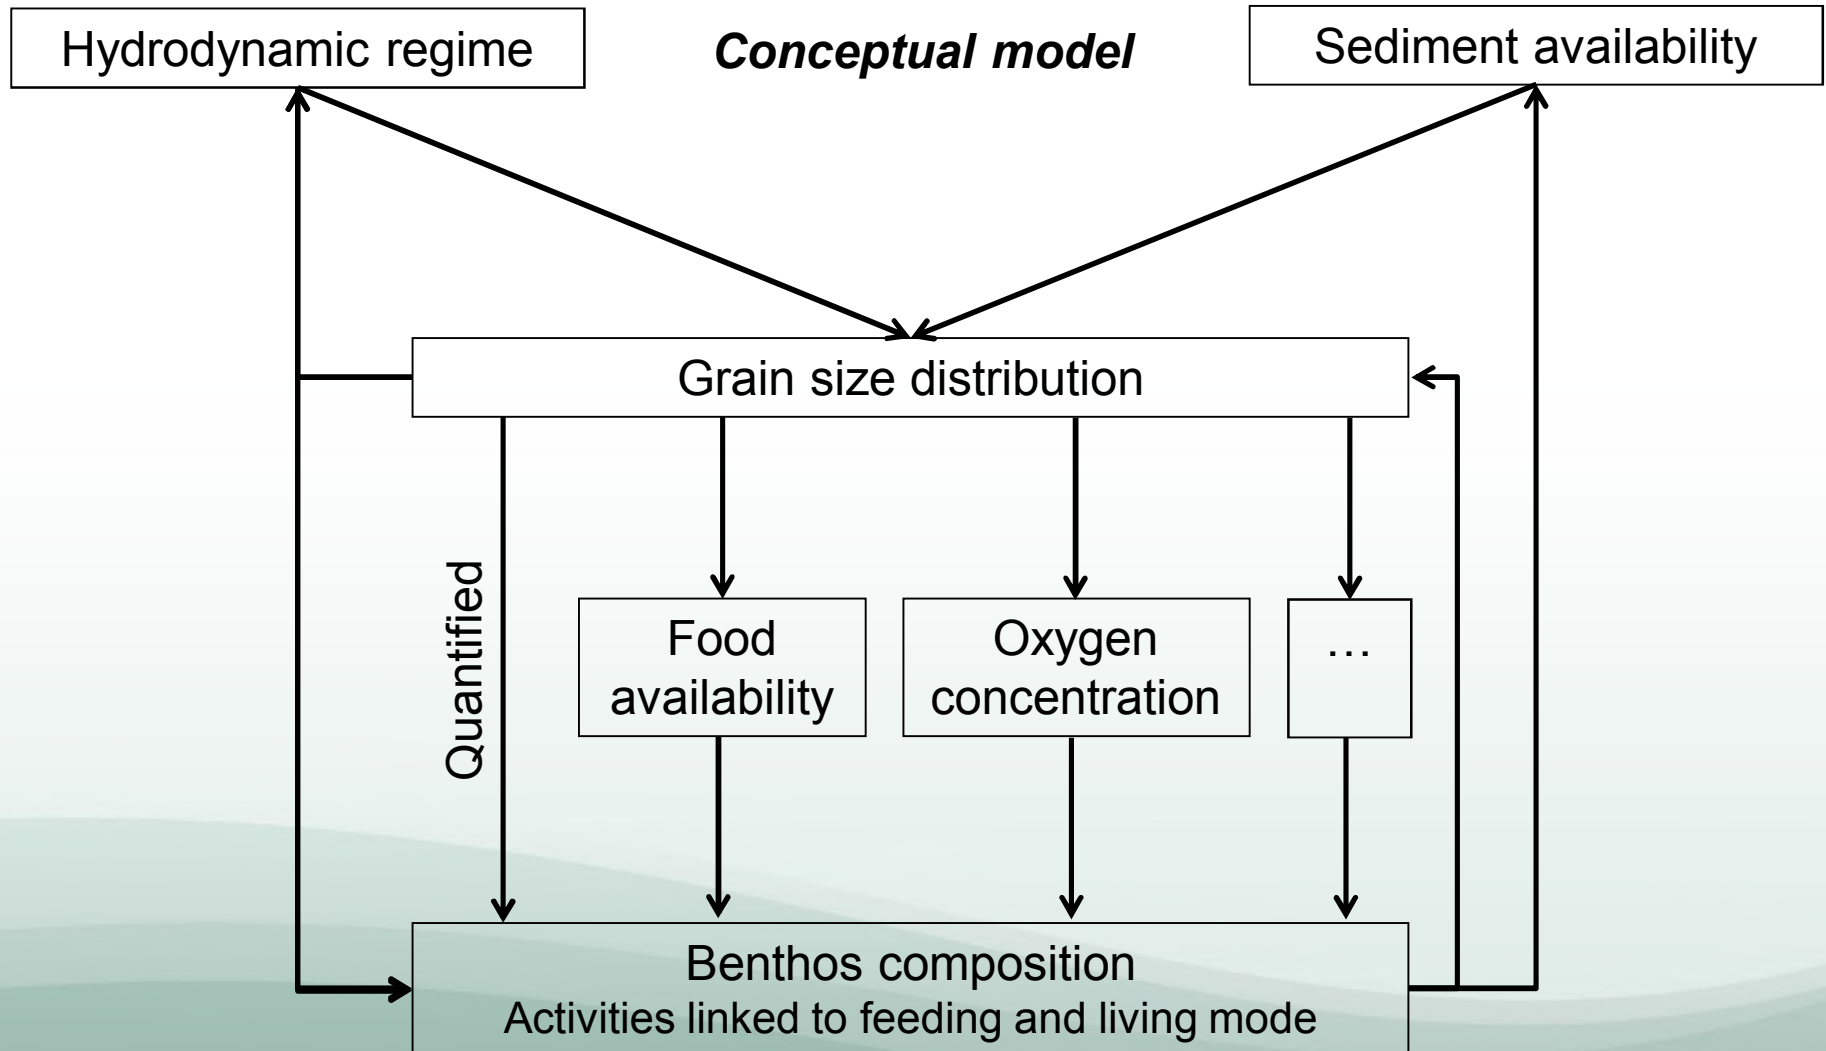 Hydrodynamic regime
Conceptual model
Sediment availability
Grain size distribution
Quantified
Food
availability
Oxygen
concentration
…
Benthos composition
Activities linked to feeding and living mode